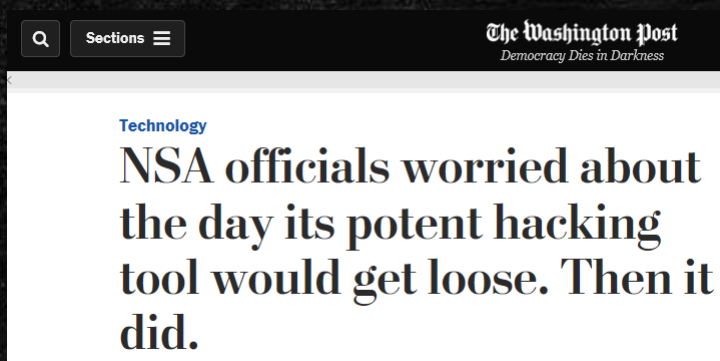 Sections
The Washington Post
Democracy Dies in Darkness
Technology
NSA officials worried about
the day its potent hacking
tool would get loose. Then it
did.